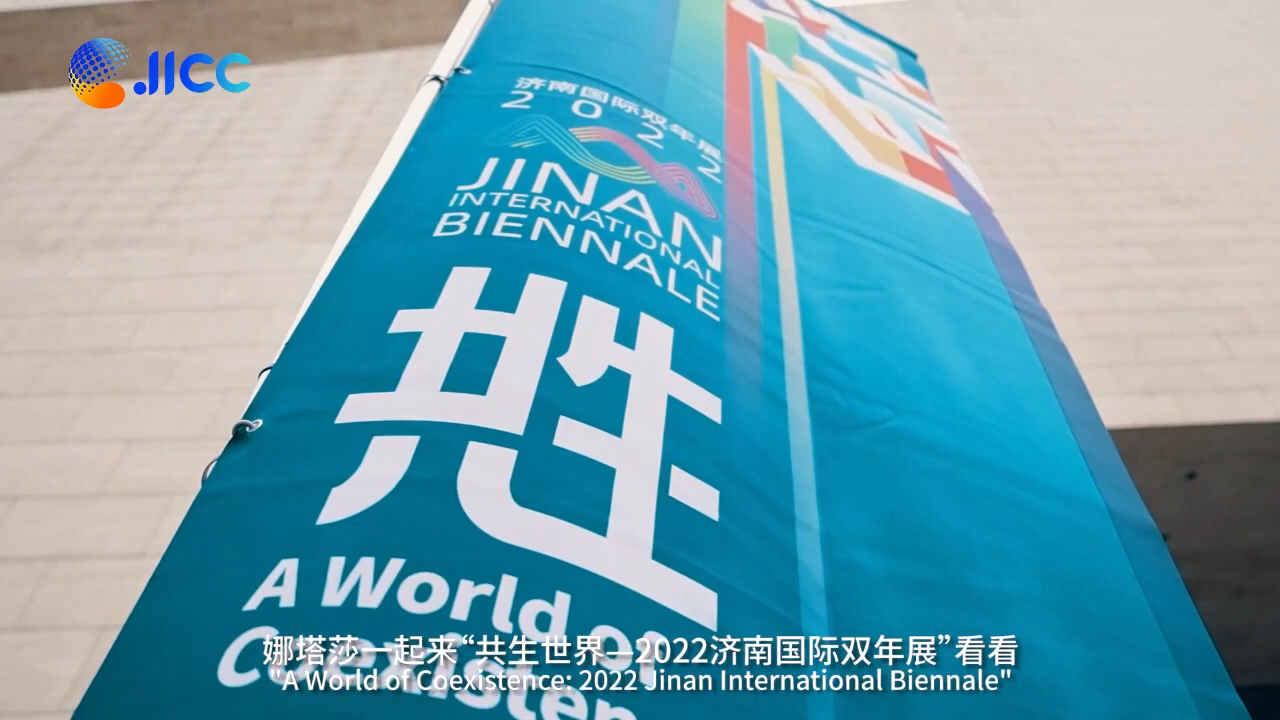 JICC
济南国际双年展
2022
JINAN
INTERNATIONAL
BIENNALE
共生
A World of
Coexisten
娜塔莎一起来“共生世界—2022济南国际双年展”看看
"A World of Coexistence: 2022 Jinan International Biennale"